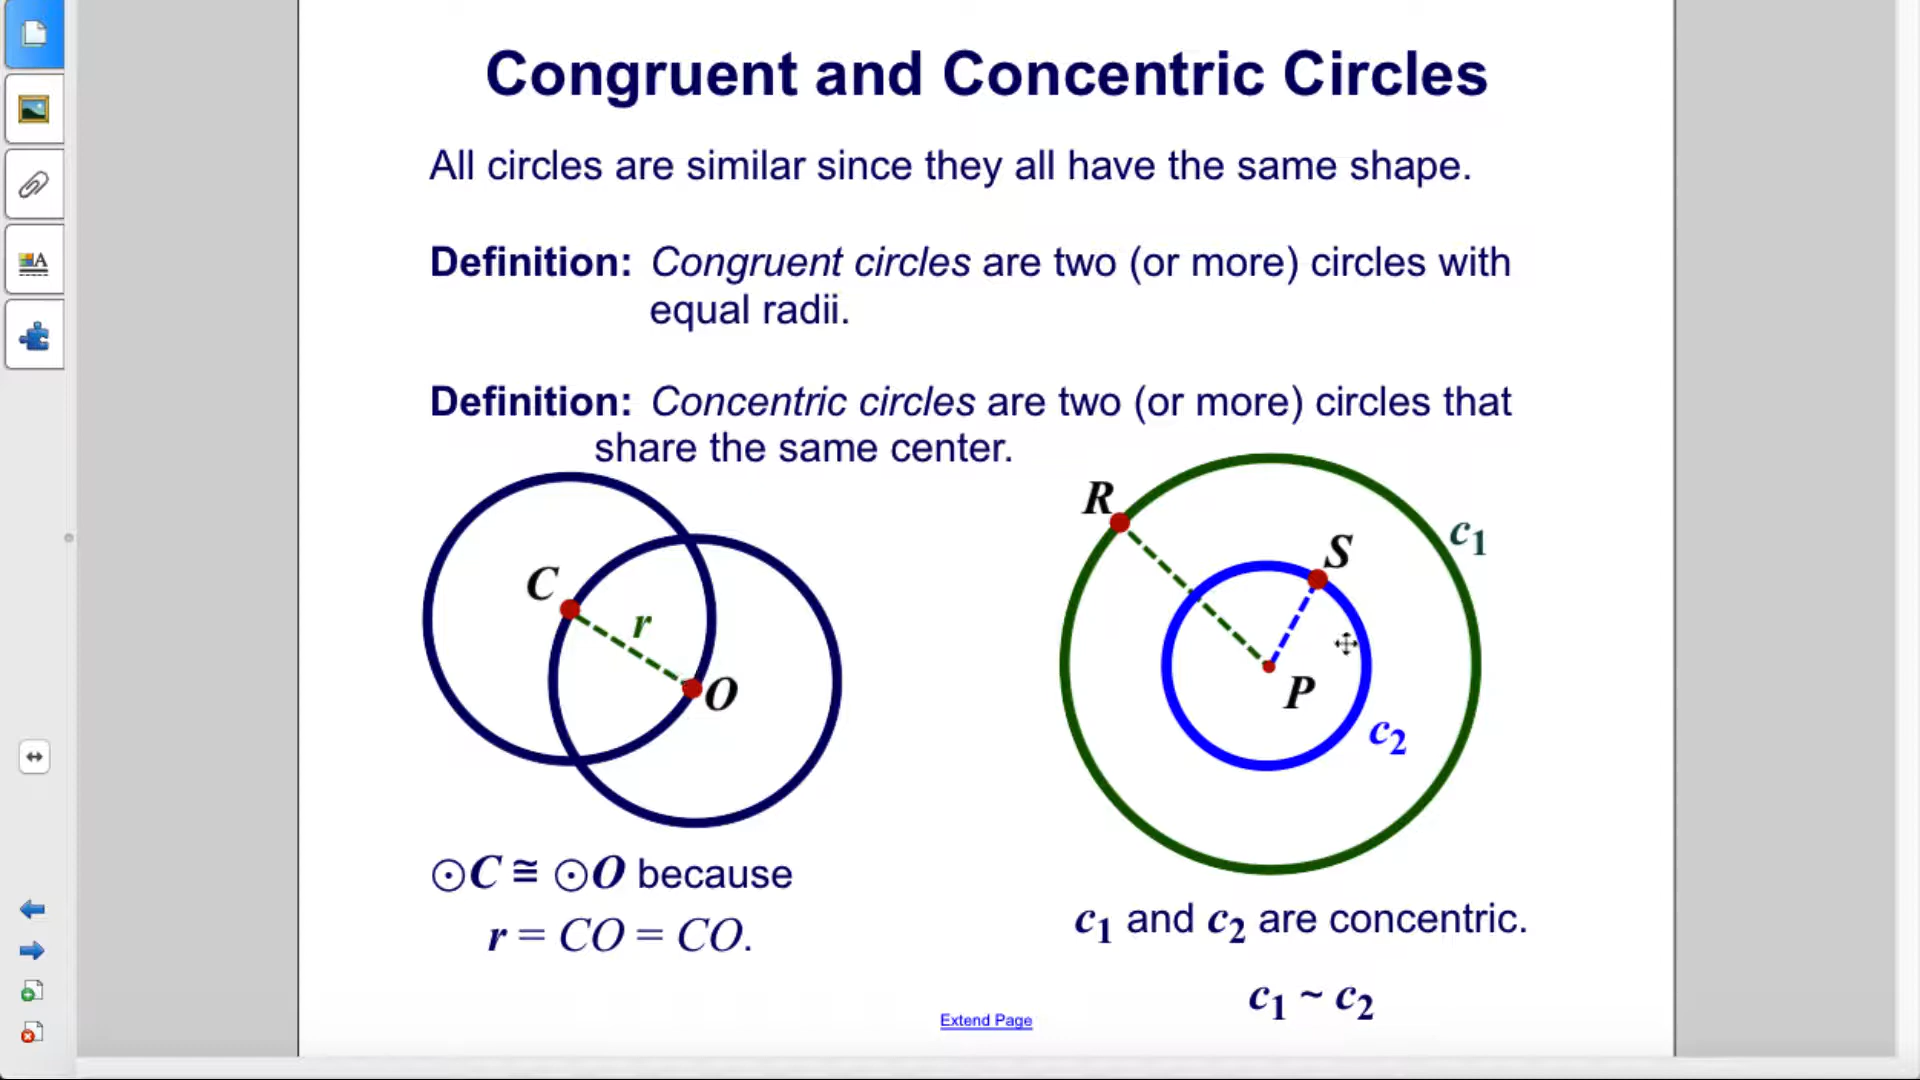 Congruent and Concentric Circles
All circles are similar since they all have the same shape.
Definition: Congruent circles are two (or more) circles with
equal radii.
Definition: Concentric circles are two (or more) circles that
share the same center.
R
c₁
S
C
r
O
P
c₂
⊙C ≅ ⊙O because
r = CO = CO.
c₁ and c₂ are concentric.
c₁ ~ c₂
Extend Page